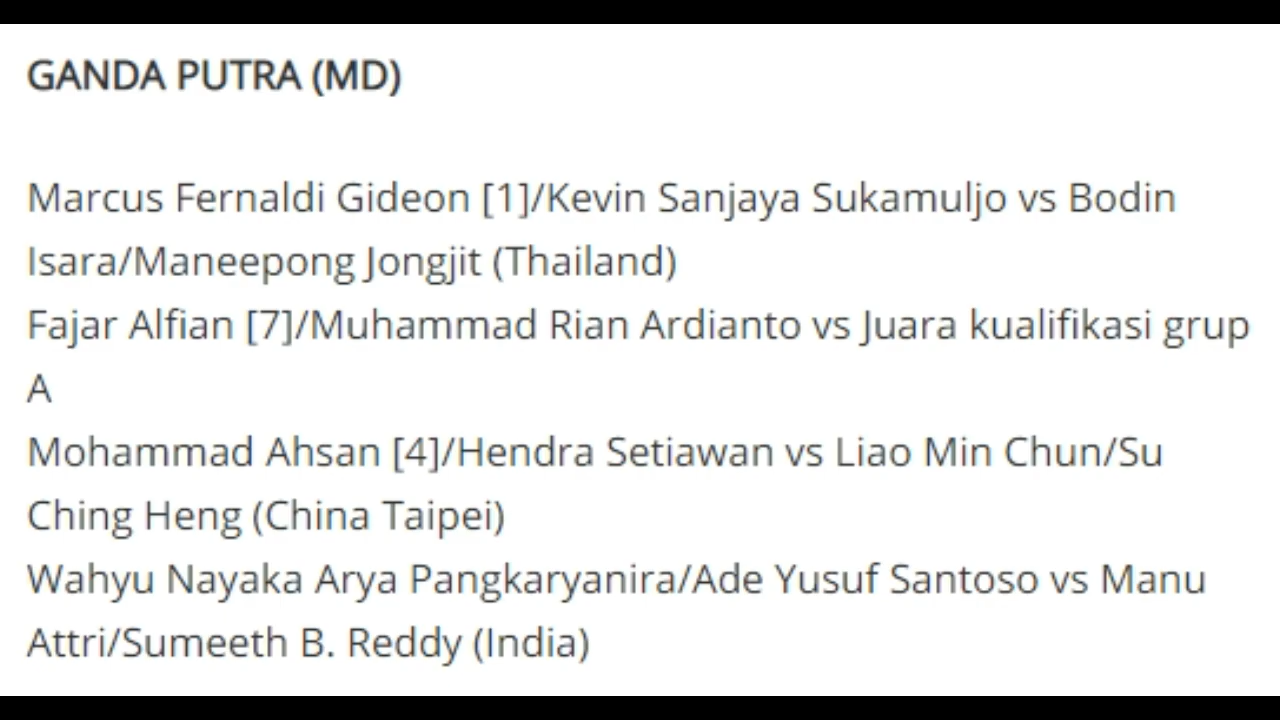 GANDA PUTRA (MD)
Marcus Fernaldi Gideon [1]/Kevin Sanjaya Sukamuljo vs Bodin
Isara/Maneepong Jongjit (Thailand)
Fajar Alfian [7]/Muhammad Rian Ardianto vs Juara kualifikasi grup
A
Mohammad Ahsan [4]/Hendra Setiawan vs Liao Min Chun/Su
Ching Heng (China Taipei)
Wahyu Nayaka Arya Pangkaryanira/Ade Yusuf Santoso vs Manu
Attri/Sumeeth B. Reddy (India)